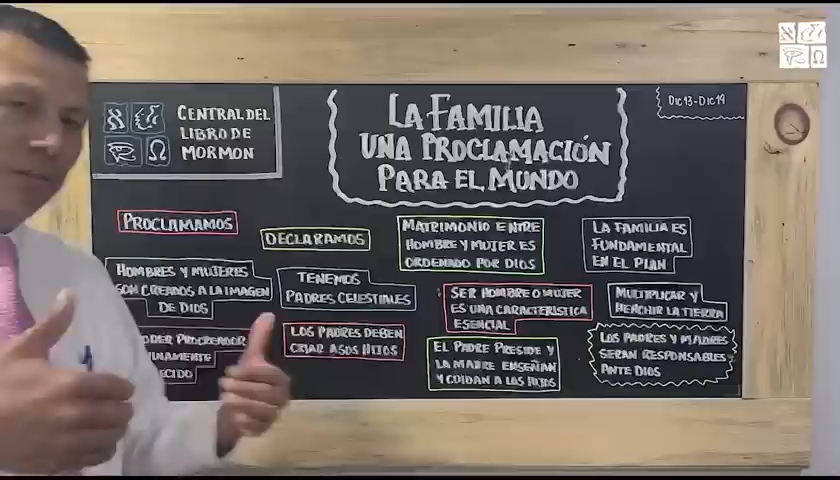 CENTRAL DEL
LIBRO DE
MORMON
LA FAMILIA
UNA PROCLAMACIÓN
PARA EL MUNDO
DIC13-DIC19
PROCLAMAMOS
DECLARAMOS
MATRIMONIO ENTRE
HOMBRE Y MUJER ES
ORDENADO POR DIOS
LA FAMILIA ES
FUNDAMENTAL
EN EL PLAN
HOMBRES Y MUJERES
SON CREADOS A LA IMAGEN
DE DIOS
TENEMOS
PADRES CELESTIALES
SER HOMBRE O MUJER
ES UNA CARACTERISTICA
ESENCIAL
MULTIPLICAR Y
HENCHIR LA TIERRA
PROCREADOR
LOS PADRES DEBEN
CRIAR A SUS HIJOS
EL PADRE PRESIDE Y
LA MADRE ENSEÑAN
Y CUIDAN A LOS HIJOS
LOS PADRES Y MADRES
SERAN RESPONSABLES
ANTE DIOS